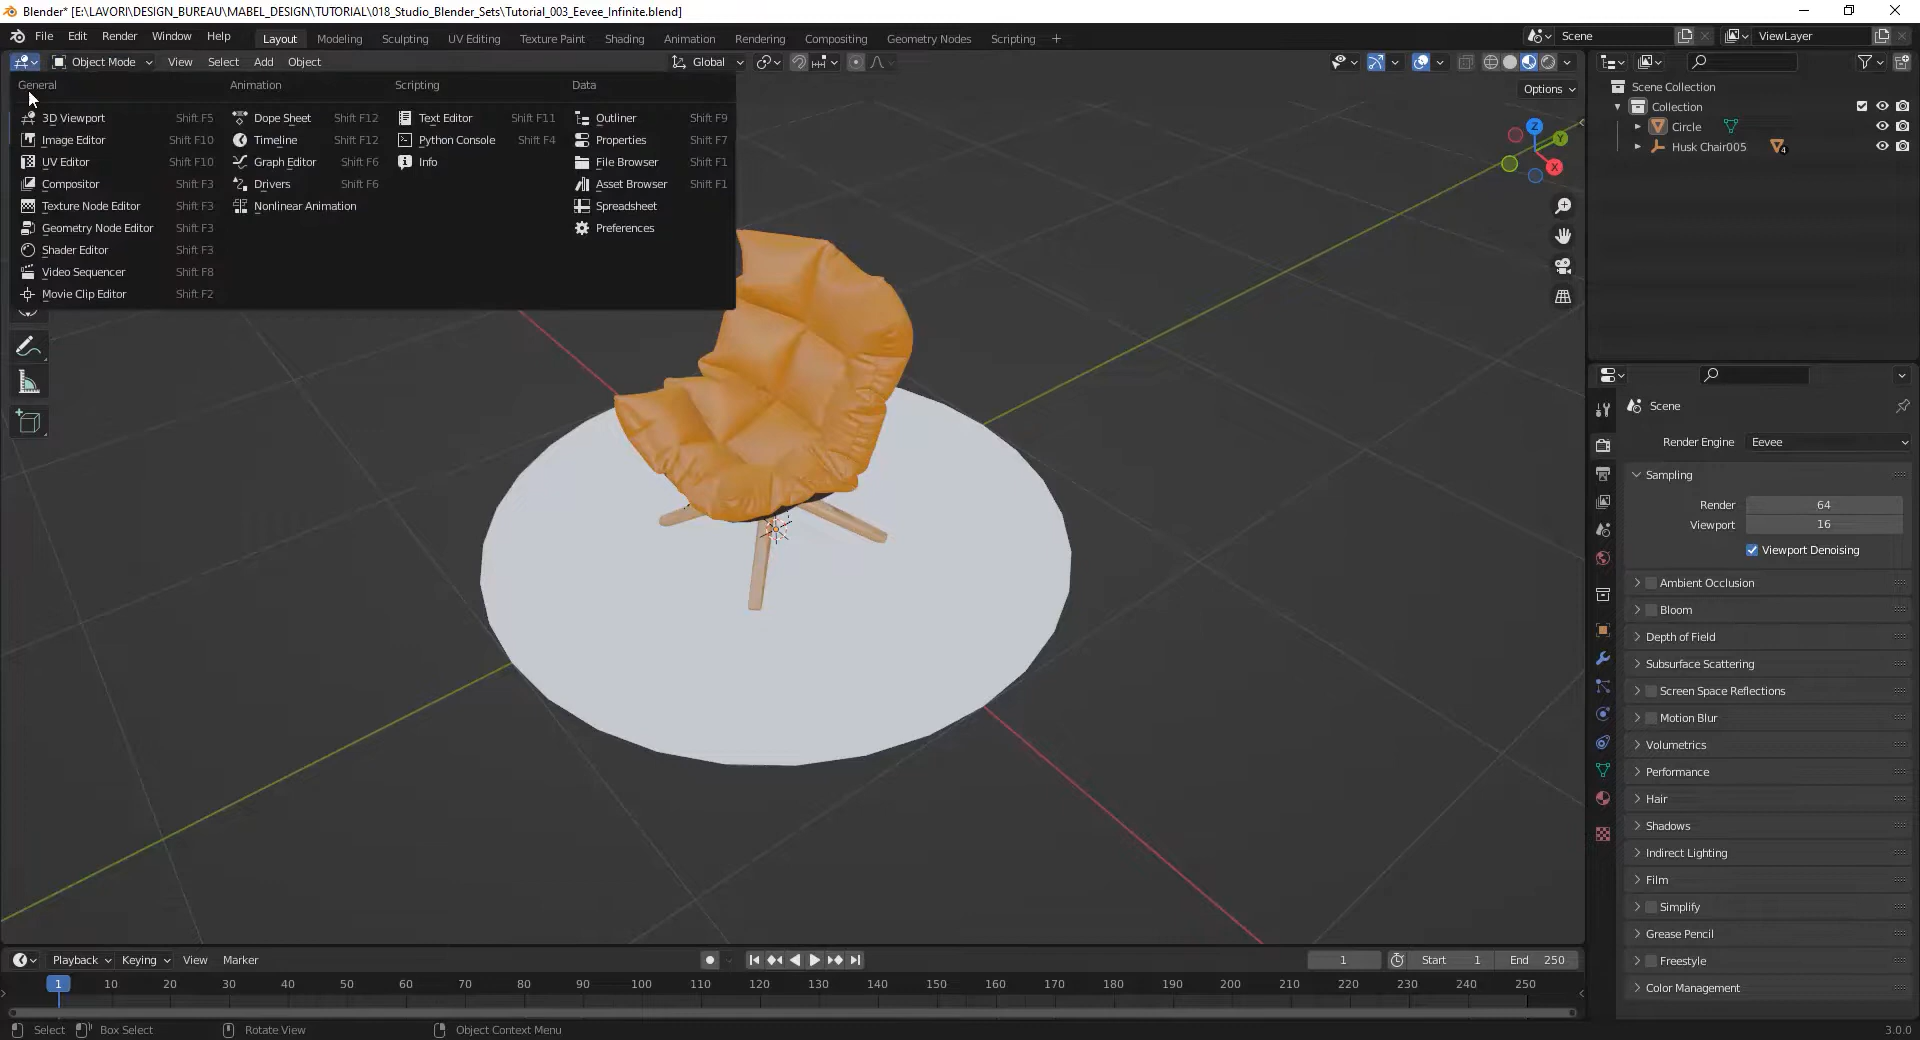 Blender* [E:\LAVORI\DESIGN_BUREAU\MABEL_DESIGN\TUTORIAL\018_Studio_Blender_Sets\Tutorial_003_Eevee_Infinite.blend]
File Edit Render Window Help Layout Modeling Sculpting UV Editing Texture Paint Shading Animation Rendering Compositing Geometry Nodes Scripting + Scene ViewLayer
Object Mode View Select Add Object Global
Options
General Animation Scripting Data
3D Viewport Shift F5 Dope Sheet Shift F12 Text Editor Shift F11 Outliner Shift F9
Image Editor Shift F10 Timeline Shift F12 Python Console Shift F4 Properties Shift F7
UV Editor Shift F10 Graph Editor Shift F6 Info File Browser Shift F1
Compositor Shift F3 Drivers Shift F6 Asset Browser Shift F1
Texture Node Editor Shift F3 Nonlinear Animation Spreadsheet
Geometry Node Editor Shift F3 Preferences
Shader Editor Shift F3
Video Sequencer Shift F8
Movie Clip Editor Shift F2
Z
Y
X
Scene Collection
Collection
Circle
Husk Chair005 4
Scene
Render Engine Eevee
Sampling
Render 64
Viewport 16
Viewport Denoising
Ambient Occlusion
Bloom
Depth of Field
Subsurface Scattering
Screen Space Reflections
Motion Blur
Volumetrics
Performance
Hair
Shadows
Indirect Lighting
Film
Simplify
Grease Pencil
Freestyle
Color Management
Playback Keying View Marker 1 Start 1 End 250
1 10 20 30 40 50 60 70 80 90 100 110 120 130 140 150 160 170 180 190 200 210 220 230 240 250
Select Box Select Rotate View Object Context Menu 3.0.0